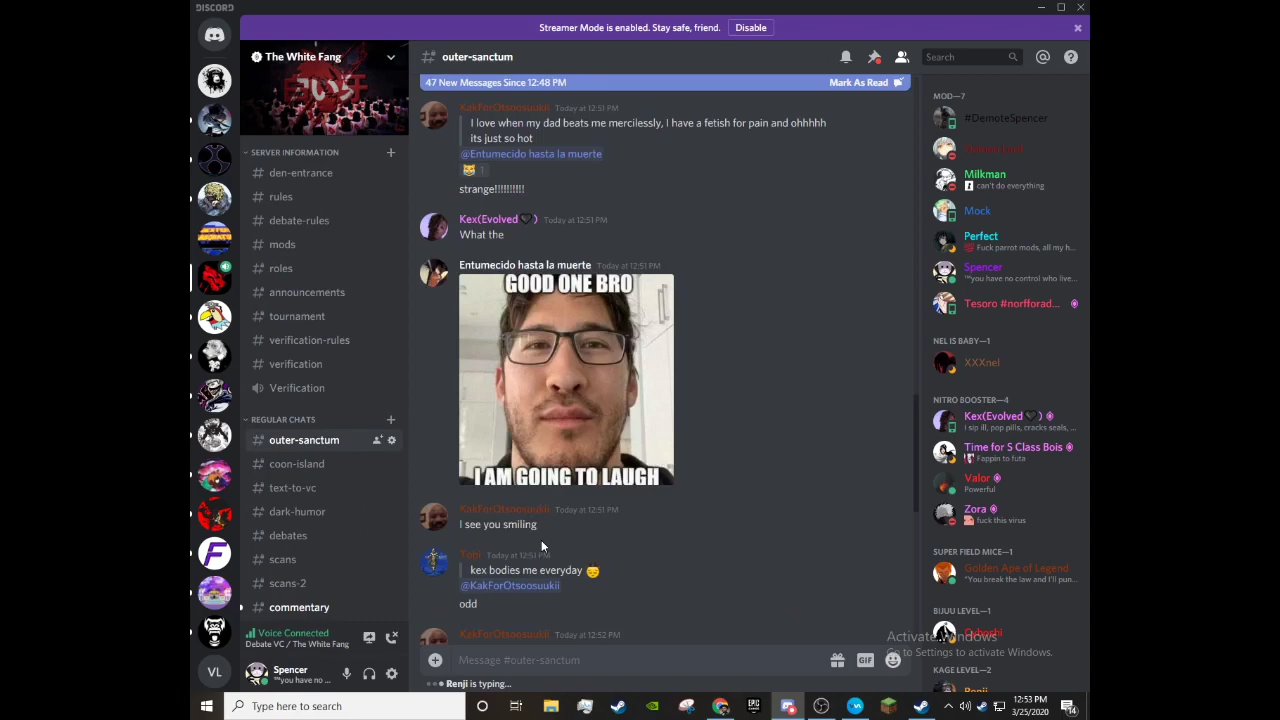 DISCORD
Streamer Mode is enabled. Stay safe, friend.
Disable
The White Fang
SERVER INFORMATION
den-entrance
rules
debate-rules
mods
roles
announcements
tournament
verification-rules
verification
Verification
REGULAR CHATS
outer-sanctum
coon-island
text-to-vc
dark-humor
debates
scans
scans-2
commentary
Voice Connected
Debate VC / The White Fang
Spencer
"you have no ...
VL
# outer-sanctum
Search
47 New Messages Since 12:48 PM
Mark As Read
KakForOtsoosuukii Today at 12:51 PM
I love when my dad beats me mercilessly, I have a fetish for pain and ohhhhh
its just so hot
@Entumecido hasta la muerte
1
strange!!!!!!!!!!
Kex(Evolved🖤) Today at 12:51 PM
What the
Entumecido hasta la muerte Today at 12:51 PM
GOOD ONE BRO
I AM GOING TO LAUGH
KakForOtsoosuukii Today at 12:51 PM
I see you smiling
Today at 12:51 PM
kex bodies me everyday 😔
@KakForOtsoosuukii
odd
KakForOtsoosuukii Today at 12:52 PM
Message #outer-sanctum
GIF
Renji is typing...
MOD—7
#DemoteSpencer
Milkman
can't do everything
Mock
Perfect
💯 Fuck parrot mods, all my h...
Spencer
"you have no control who live...
Tesoro #norfforad...
NEL IS BABY—1
XXXnel
NITRO BOOSTER—4
Kex(Evolved🖤)
i sip ill, pop pills, cracks seals, ...
Time for S Class Bois
Fappin to futa
Valor
Powerful
Zora
fuck this virus
SUPER FIELD MICE—1
Golden Ape of Legend
"You break the law and I'll pun...
BIJUU LEVEL—1
Activate Windows
Go to Settings to activate Windows.
KAGE LEVEL—2
Renji
Type here to search
12:53 PM
3/25/2020
14